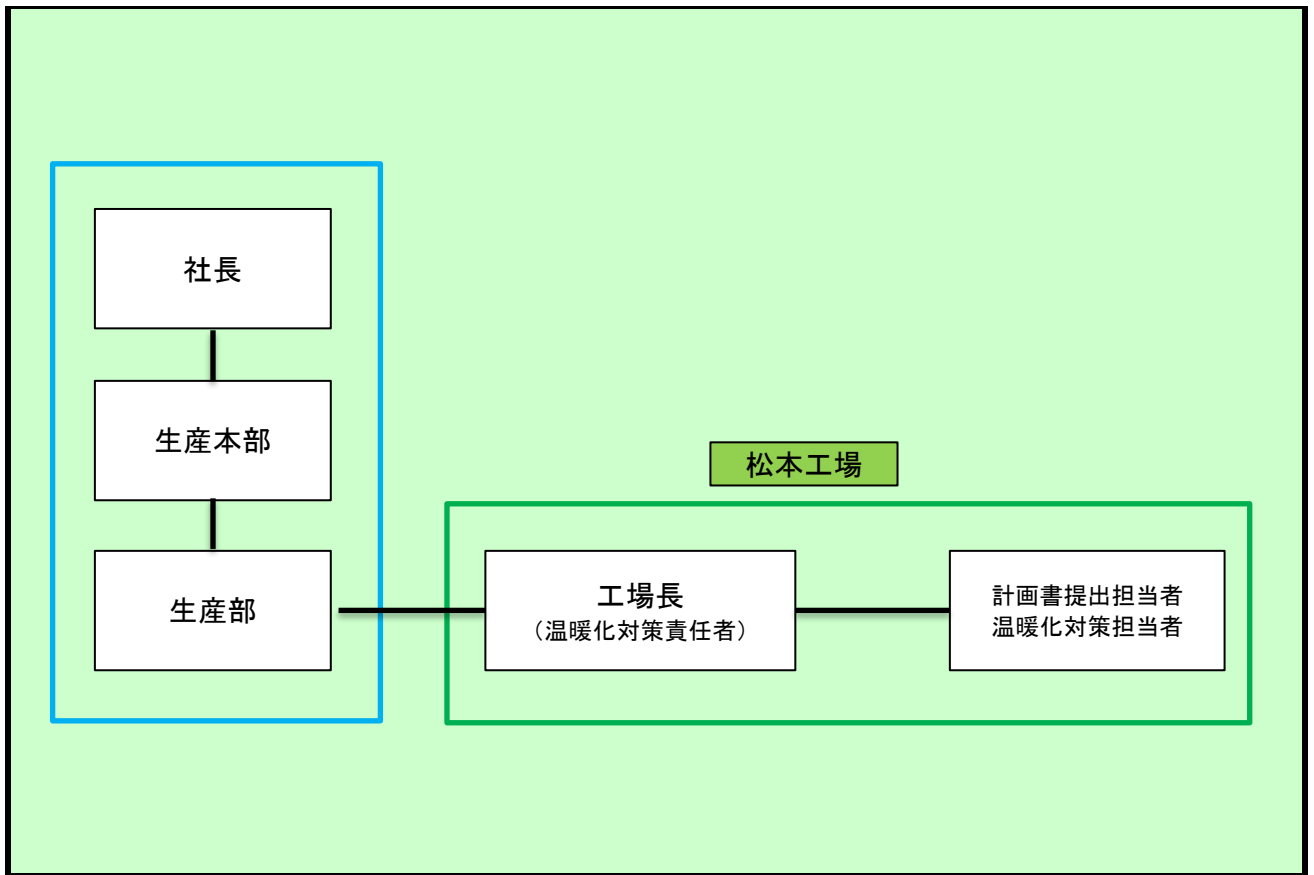 社長
生産本部
生産部
松本工場
工場長
（温暖化対策責任者）
計画書提出担当者
温暖化対策担当者